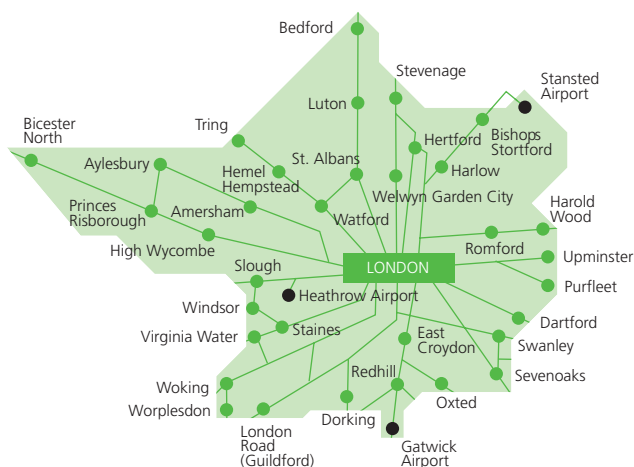 Bedford
Stevenage
Stansted
Airport
Bicester
North
Luton
Tring
Hertford
Bishops
Stortford
Aylesbury
St. Albans
Harlow
Hemel
Hempstead
Welwyn Garden City
Harold
Wood
Princes
Risborough
Amersham
Watford
High Wycombe
Romford
Upminster
Slough
LONDON
Purfleet
Heathrow Airport
Windsor
Staines
Dartford
Virginia Water
East
Croydon
Swanley
Redhill
Sevenoaks
Woking
Oxted
Worplesdon
Dorking
London
Road
(Guildford)
Gatwick
Airport